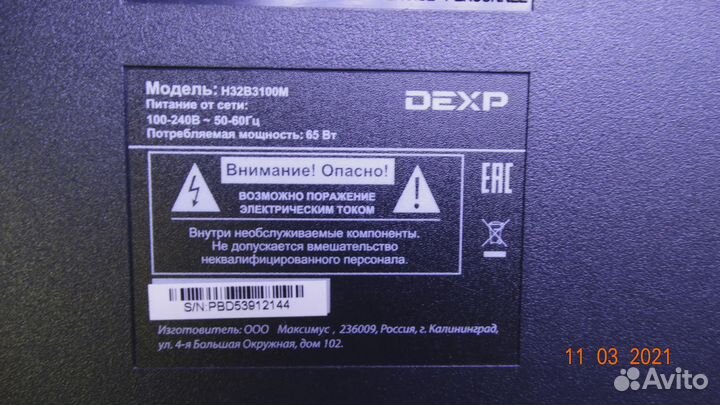 Модель: H32B3100M
DEXP
Питание от сети:
100-240В ~ 50-60Гц
Потребляемая мощность: 65 Вт
Внимание! Опасно!
ВОЗМОЖНО ПОРАЖЕНИЕ
ЭЛЕКТРИЧЕСКИМ ТОКОМ
EAC
Внутри необслуживаемые компоненты.
Не допускается вмешательство
неквалифицированного персонала.
S/N:PBD53912144
Изготовитель: ООО Максимус , 236009, Россия, г. Калининград,
ул. 4-я Большая Окружная, дом 102.
11 03 2021
Avito